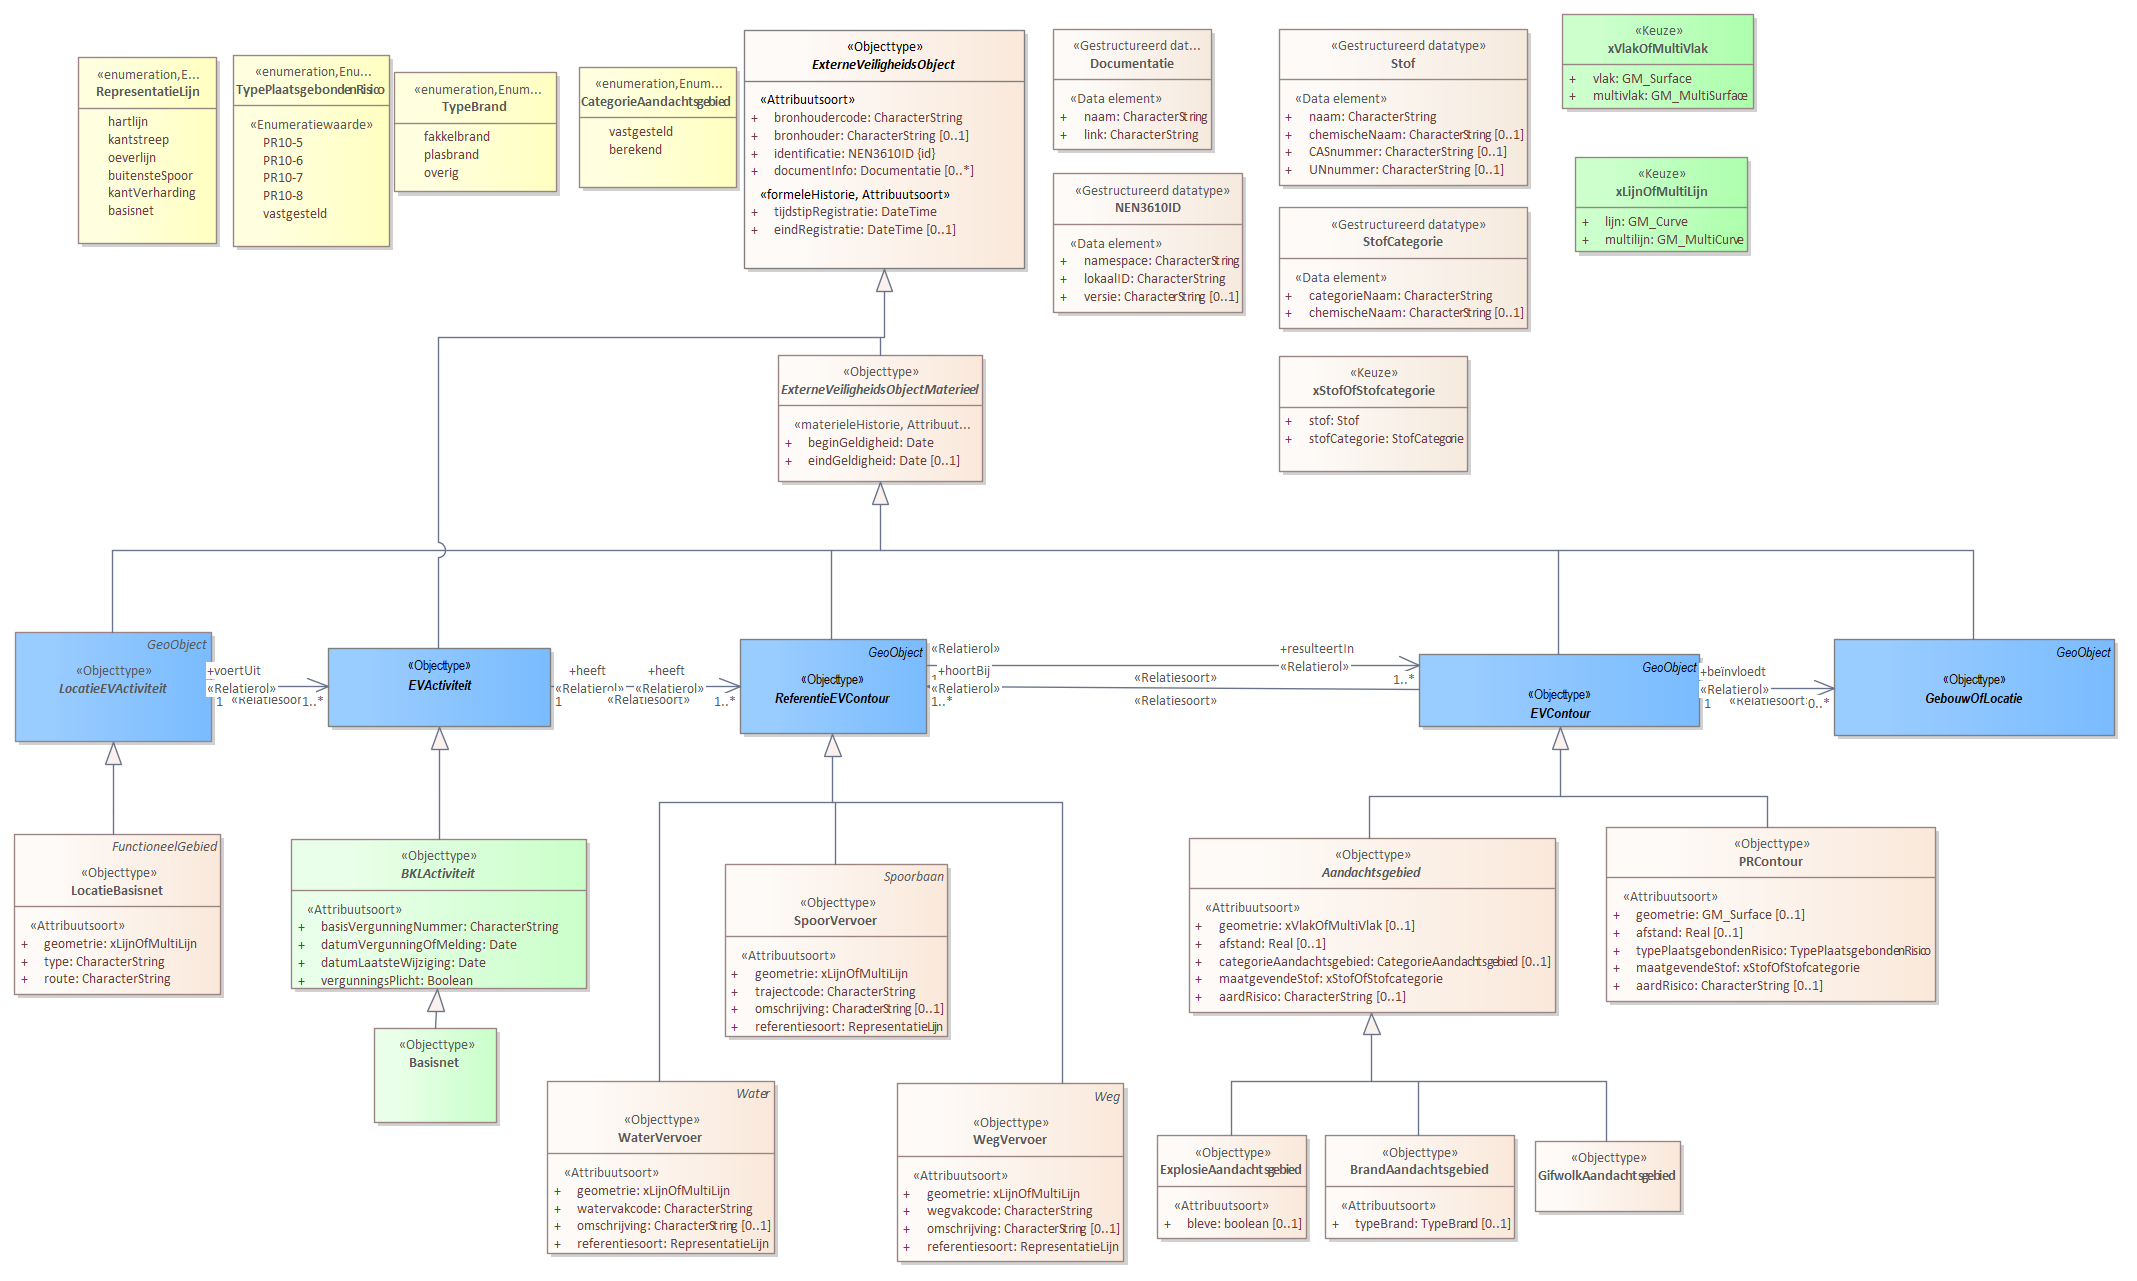 «enumeration,E...
RepresentatieLijn
hartlijn
kantstreep
oeverlijn
buitensteSpoor
kantVerharding
basisnet
«enumeration,Enu...
TypePlaatsgebondenRisico
«Enumeratiewaarde»
PR10-5
PR10-6
PR10-7
PR10-8
vastgesteld
«enumeration,Enum...
TypeBrand
fakkelbrand
plasbrand
overig
«enumeration,Enum...
CategorieAandachtsgebied
vastgesteld
berekend
«Objecttype»
ExterneVeiligheidsObject
«Attribuutsoort»
+ bronhoudercode: CharacterString
+ bronhouder: CharacterString [0..1]
+ identificatie: NEN3610ID {id}
+ documentInfo: Documentatie [0..*]
«formeleHistorie, Attribuutsoort»
+ tijdstipRegistratie: DateTime
+ eindRegistratie: DateTime [0..1]
«Gestructureerd dat...
Documentatie
«Data element»
+ naam: CharacterString
+ link: CharacterString
«Gestructureerd datatype»
NEN3610ID
«Data element»
+ namespace: CharacterString
+ lokaalID: CharacterString
+ versie: CharacterString [0..1]
«Gestructureerd datatype»
Stof
«Data element»
+ naam: CharacterString
+ chemischeNaam: CharacterString [0..1]
+ CASnummer: CharacterString [0..1]
+ UNnummer: CharacterString [0..1]
«Gestructureerd datatype»
StofCategorie
«Data element»
+ categorieNaam: CharacterString
+ chemischeNaam: CharacterString [0..1]
«Keuze»
xStofOfStofcategorie
+ stof: Stof
+ stofCategorie: StofCategorie
«Keuze»
xVlakOfMultiVlak
+ vlak: GM_Surface
+ multivlak: GM_MultiSurface
«Keuze»
xLijnOfMultiLijn
+ lijn: GM_Curve
+ multilijn: GM_MultiCurve
«Objecttype»
ExterneVeiligheidsObjectMaterieel
«materieleHistorie, Attribuut...
+ beginGeldigheid: Date
+ eindGeldigheid: Date [0..1]
GeoObject
«Objecttype»
LocatieEVActiviteit
+voertUit
«Relatierol»
1 «Relatiesoort 1..*
«Objecttype»
EVActiviteit
+heeft +heeft
«Relatierol» «Relatierol»
1 «Relatiesoort» 1..*
GeoObject
«Objecttype»
ReferentieEVContour
«Relatierol» +resulteertIn
+hoortBij «Relatierol»
1 «Relatiesoort» 1..*
«Relatierol»
1..* «Relatiesoort»
GeoObject
«Objecttype»
EVContour
+beïnvloedt
«Relatierol»
1 «Relatiesoort» 0..*
GeoObject
«Objecttype»
GebouwOfLocatie
FunctioneelGebied
«Objecttype»
LocatieBasisnet
«Attribuutsoort»
+ geometrie: xLijnOfMultiLijn
+ type: CharacterString
+ route: CharacterString
«Objecttype»
BKLActiviteit
«Attribuutsoort»
+ basisVergunningNummer: CharacterString
+ datumVergunningOfMelding: Date
+ datumLaatsteWijziging: Date
+ vergunningsPlicht: Boolean
«Objecttype»
Basisnet
Spoorbaan
«Objecttype»
SpoorVervoer
«Attribuutsoort»
+ geometrie: xLijnOfMultiLijn
+ trajectcode: CharacterString
+ omschrijving: CharacterString [0..1]
+ referentiesoort: RepresentatieLijn
Water
«Objecttype»
WaterVervoer
«Attribuutsoort»
+ geometrie: xLijnOfMultiLijn
+ watervakcode: CharacterString
+ omschrijving: CharacterString [0..1]
+ referentiesoort: RepresentatieLijn
Weg
«Objecttype»
WegVervoer
«Attribuutsoort»
+ geometrie: xLijnOfMultiLijn
+ wegvakcode: CharacterString
+ omschrijving: CharacterString [0..1]
+ referentiesoort: RepresentatieLijn
«Objecttype»
Aandachtsgebied
«Attribuutsoort»
+ geometrie: xVlakOfMultiVlak [0..1]
+ afstand: Real [0..1]
+ categorieAandachtsgebied: CategorieAandachtsgebied [0..1]
+ maatgevendeStof: xStofOfStofcategorie
+ aardRisico: CharacterString [0..1]
«Objecttype»
PRContour
«Attribuutsoort»
+ geometrie: GM_Surface [0..1]
+ afstand: Real [0..1]
+ typePlaatsgebondenRisico: TypePlaatsgebondenRisico
+ maatgevendeStof: xStofOfStofcategorie
+ aardRisico: CharacterString [0..1]
«Objecttype»
ExplosieAandachtsgebied
«Attribuutsoort»
+ bleve: boolean [0..1]
«Objecttype»
BrandAandachtsgebied
«Attribuutsoort»
+ typeBrand: TypeBrand [0..1]
«Objecttype»
GifwolkAandachtsgebied